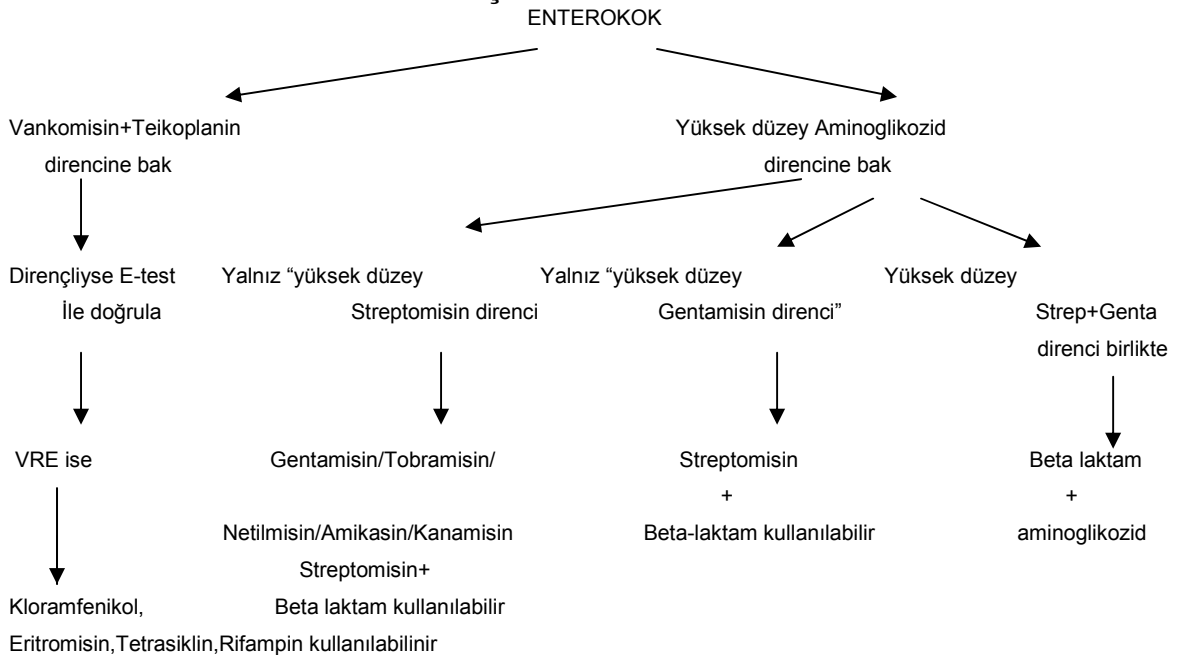 ENTEROKOK
Vankomisin+Teikoplanin
direncine bak
Yüksek düzey Aminoglikozid
direncine bak
Dirençliyse E-test
İle doğrula
Yalnız “yüksek düzey
Streptomisin direnci
Yalnız “yüksek düzey
Gentamisin direnci”
Yüksek düzey
Strep+Genta
direnci birlikte
VRE ise
Gentamisin/Tobramisin/
Netilmisin/Amikasin/Kanamisin
Streptomisin+
Beta laktam kullanılabilir
Streptomisin
+
Beta-laktam kullanılabilir
Beta laktam
+
aminoglikozid
Kloramfenikol,
Eritromisin,Tetrasiklin,Rifampin kullanılabilinir